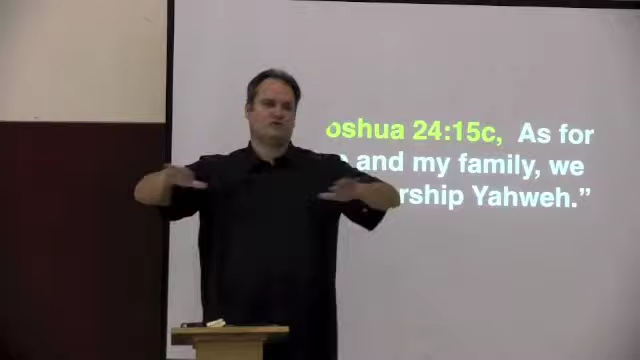 oshua 24:15c, As for
and my family, we
rship Yahweh.”